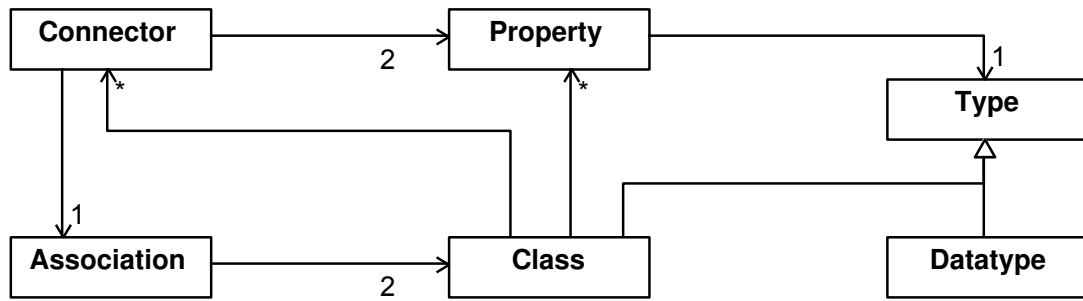 Connector
Property
2
1
*
*
Type
1
Association
Class
Datatype
2